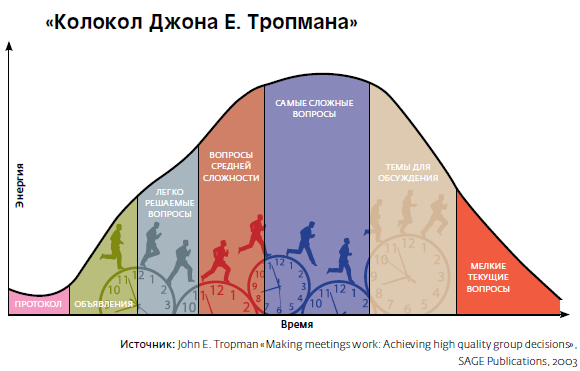 «Колокол Джона Е. Тропмана»
Энергия
ПРОТОКОЛ
ОБЪЯВЛЕНИЯ
ЛЕГКО
РЕШАЕМЫЕ
ВОПРОСЫ
ВОПРОСЫ
СРЕДНЕЙ
СЛОЖНОСТИ
САМЫЕ СЛОЖНЫЕ
ВОПРОСЫ
ТЕМЫ ДЛЯ
ОБСУЖДЕНИЯ
МЕЛКИЕ
ТЕКУЩИЕ
ВОПРОСЫ
Время
Источник: John E. Tropman «Making meetings work: Achieving high quality group decisions»,
SAGE Publications, 2003